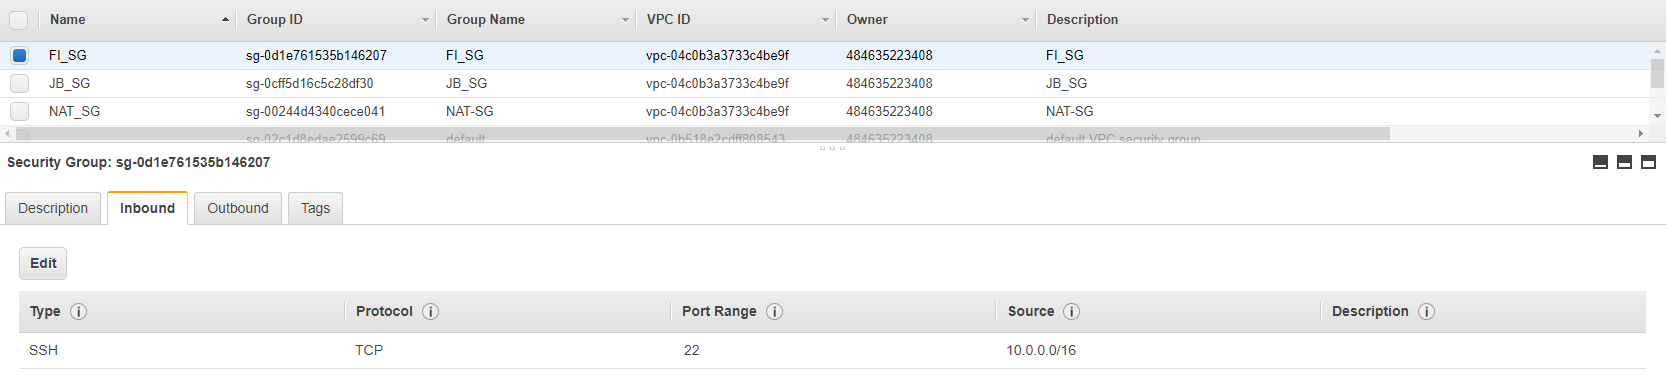 Name Group ID Group Name VPC ID Owner Description
FI_SG sg-0d1e761535b146207 FI_SG vpc-04c0b3a3733c4be9f 484635223408 FI_SG
JB_SG sg-0cff5d16c5c28df30 JB_SG vpc-04c0b3a3733c4be9f 484635223408 JB_SG
NAT_SG sg-00244d4340cece041 NAT-SG vpc-04c0b3a3733c4be9f 484635223408 NAT-SG
sg-02c1d8edae2599c69 default vpc-0b518e2cdff808543 484635223408 default VPC security group
Security Group: sg-0d1e761535b146207
Description Inbound Outbound Tags
Edit
Type Protocol Port Range Source Description
SSH TCP 22 10.0.0.0/16